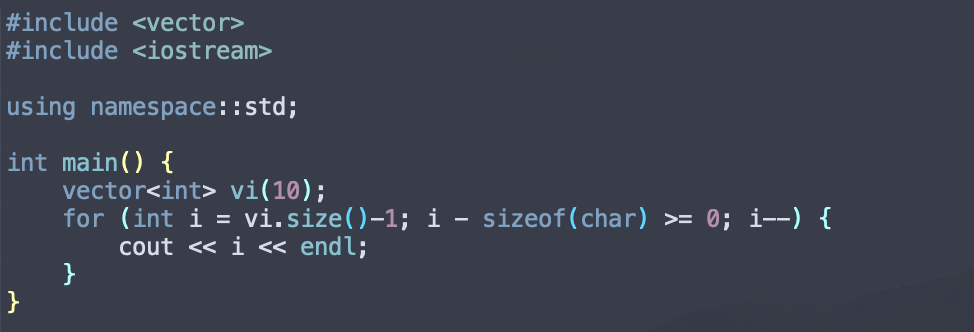 #include <vector>
#include <iostream>
using namespace::std;
int main() {
    vector<int> vi(10);
    for (int i = vi.size()-1; i - sizeof(char) >= 0; i--) {
        cout << i << endl;
    }
}